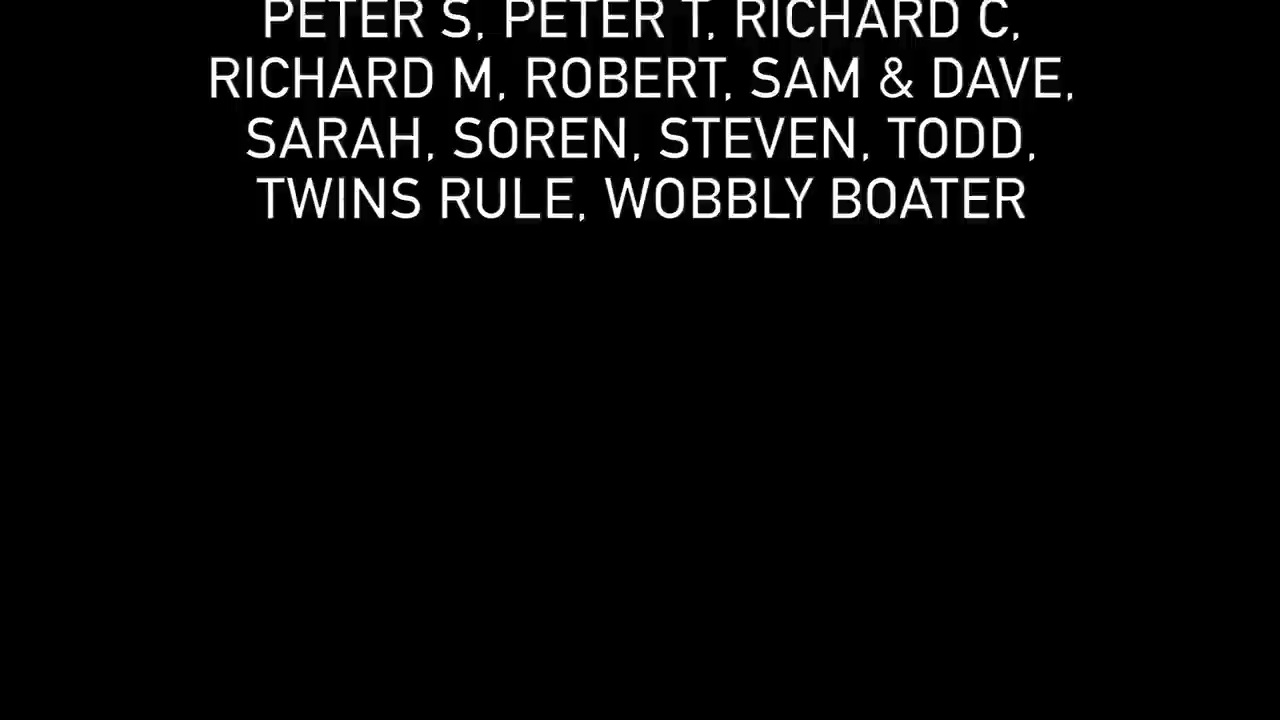 PETER S, PETER T, RICHARD C,
RICHARD M, ROBERT, SAM & DAVE,
SARAH, SOREN, STEVEN, TODD,
TWINS RULE, WOBBLY BOATER